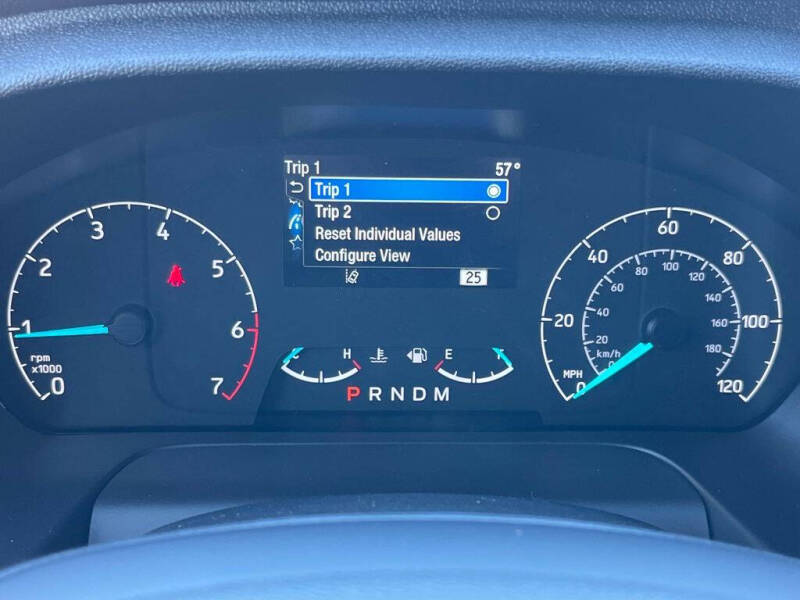 Trip 1 57°
Trip 1
Trip 2
Reset Individual Values
Configure View
25
0 1 2 3 4 5 6 7
rpm
x1000
H E
P R N D M
0 20 40 60 80 100 120
MPH
20 40 60 80 100 120 140 160 180
km/h